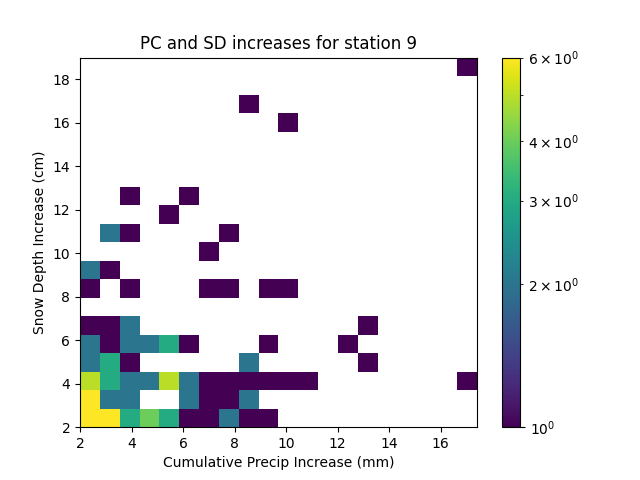 PC and SD increases for station 9
18
16
14
12
10
8
6
4
2
Snow Depth Increase (cm)
2 4 6 8 10 12 14 16
Cumulative Precip Increase (mm)
6 × 10⁰
4 × 10⁰
3 × 10⁰
2 × 10⁰
10⁰